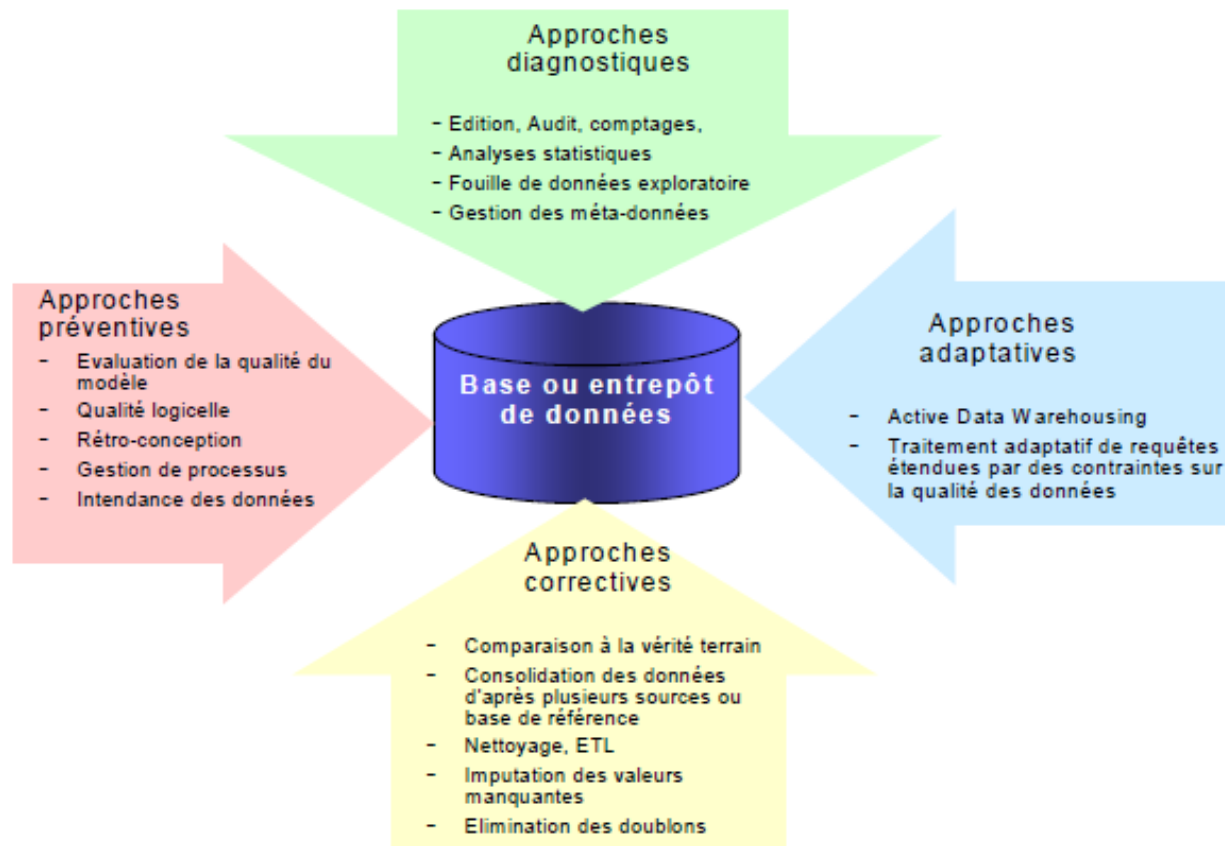 Approches
diagnostiques
- Edition, Audit, comptages,
- Analyses statistiques
- Fouille de données exploratoire
- Gestion des méta-données
Approches
préventives
- Evaluation de la qualité du
modèle
- Qualité logicelle
- Rétro-conception
- Gestion de processus
- Intendance des données
Base ou entrepôt
de données
Approches
adaptatives
- Active Data Warehousing
- Traitement adaptatif de requêtes
étendues par des contraintes sur
la qualité des données
Approches
correctives
- Comparaison à la vérité terrain
- Consolidation des données
d'après plusieurs sources ou
base de référence
- Nettoyage, ETL
- Imputation des valeurs
manquantes
- Elimination des doublons